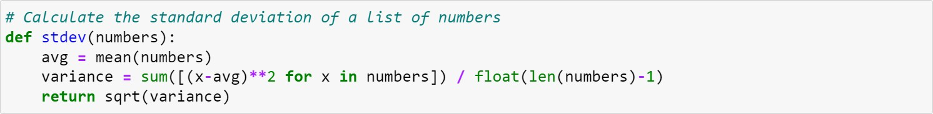 # Calculate the standard deviation of a list of numbers
def stdev(numbers):
    avg = mean(numbers)
    variance = sum([(x-avg)**2 for x in numbers]) / float(len(numbers)-1)
    return sqrt(variance)